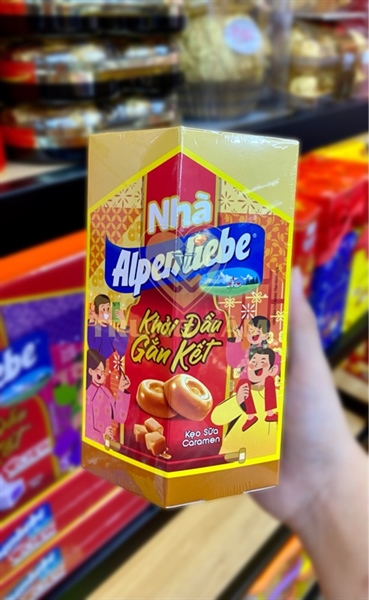 Nhà
Alpenliebe
Khởi Đầu
Gắn Kết
Kẹo Sữa
Caramen